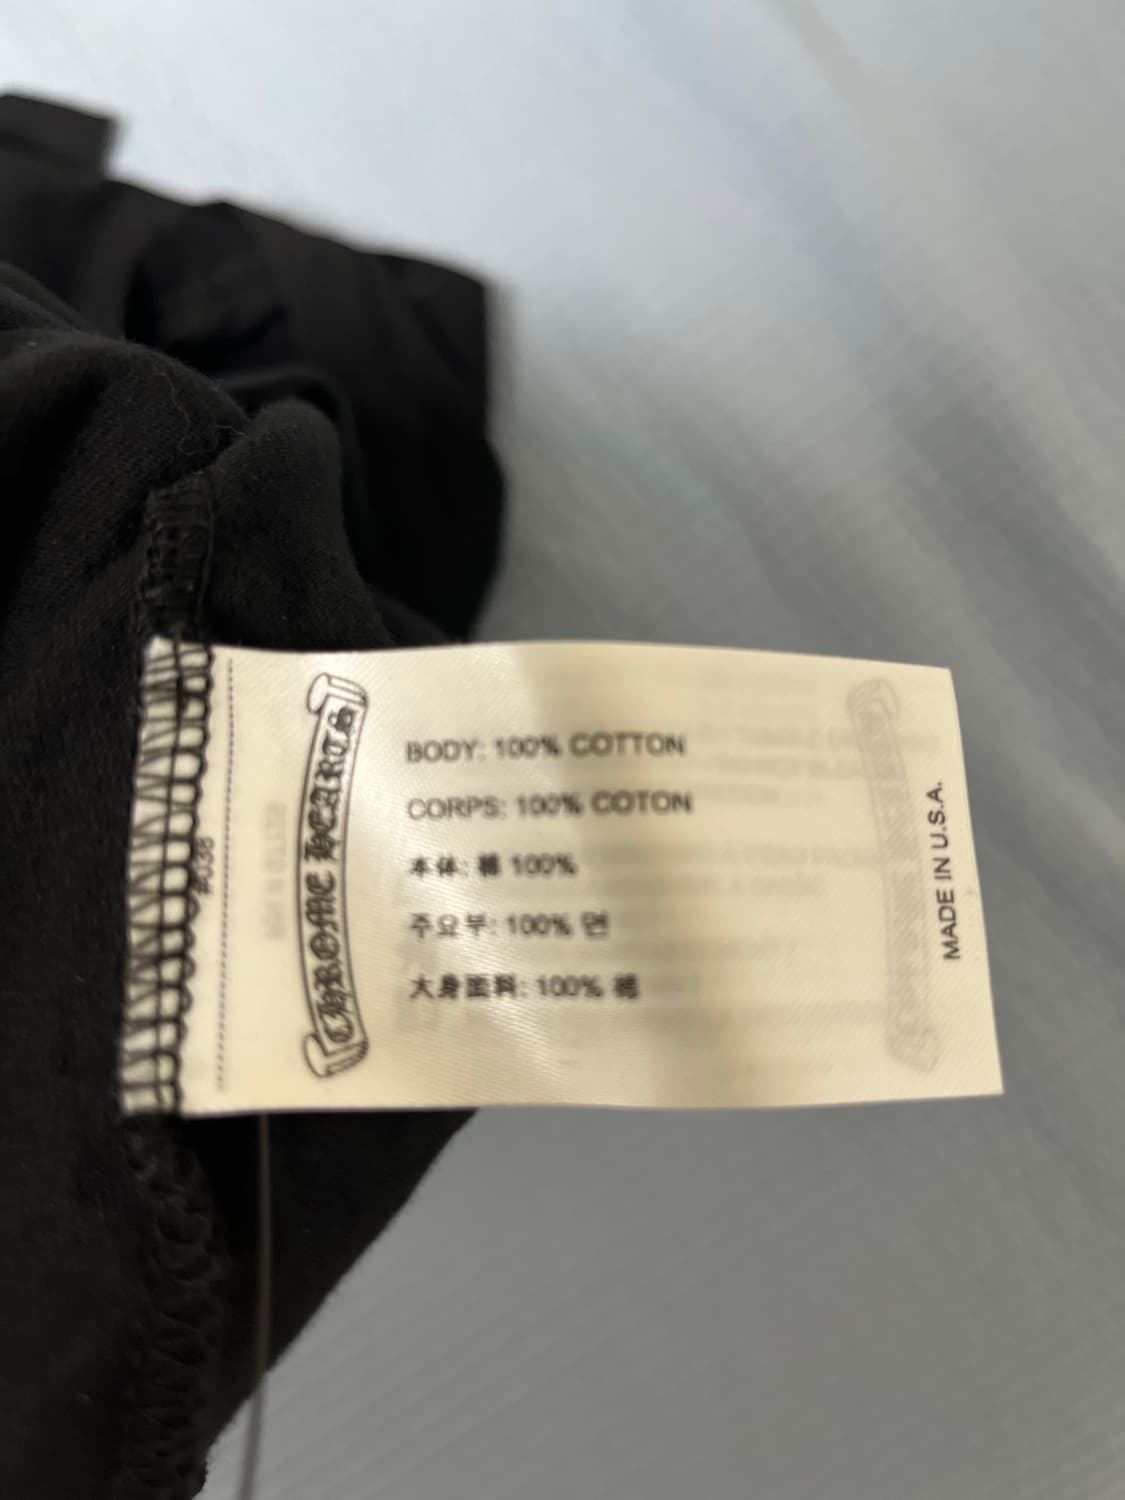 CHROME HEARTS
BODY: 100% COTTON
CORPS: 100% COTON
本体: 綿 100%
주요부: 100% 면
大身面料: 100% 棉
MADE IN U.S.A.